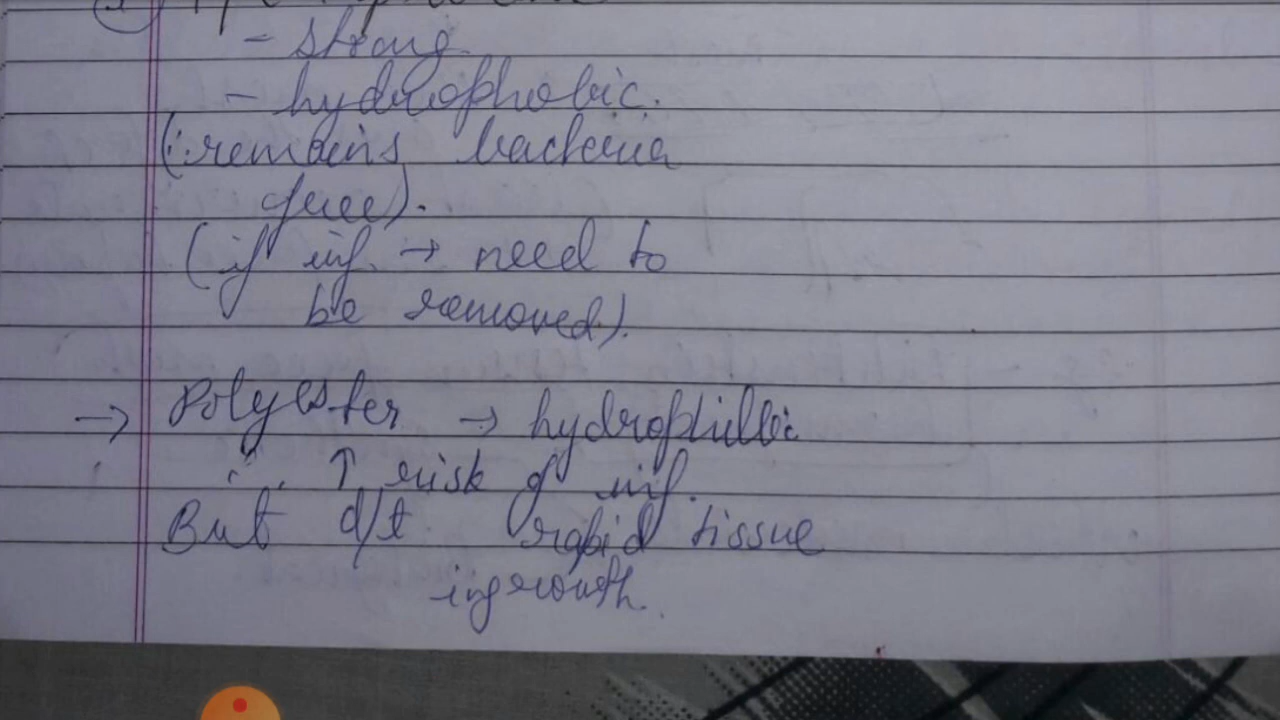 - strong.
- hydrophobic.
(∵ remains bacteria
free).
(if inf. → need to
be removed).
→ Polyester → hydrophillic
∴ ↑ risk of inf.
But d/t rapid tissue
ingrowth.